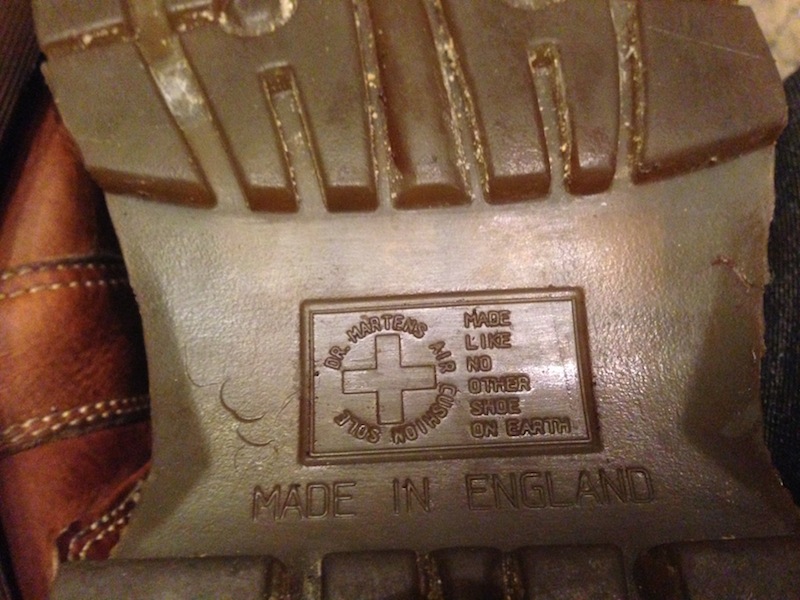 DR. MARTENS AIR CUSHION SOLE
MADE
LIKE
NO
OTHER
SHOE
ON EARTH
MADE IN ENGLAND